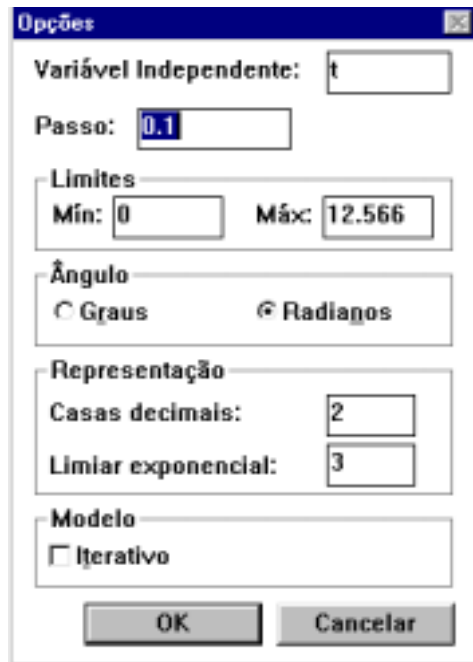 Opções
Variável Independente: t
Passo: 0.1
Limites
Mín: 0 Máx: 12.566
Ângulo
Graus Radianos
Representação
Casas decimais: 2
Limiar exponencial: 3
Modelo
Iterativo
OK Cancelar